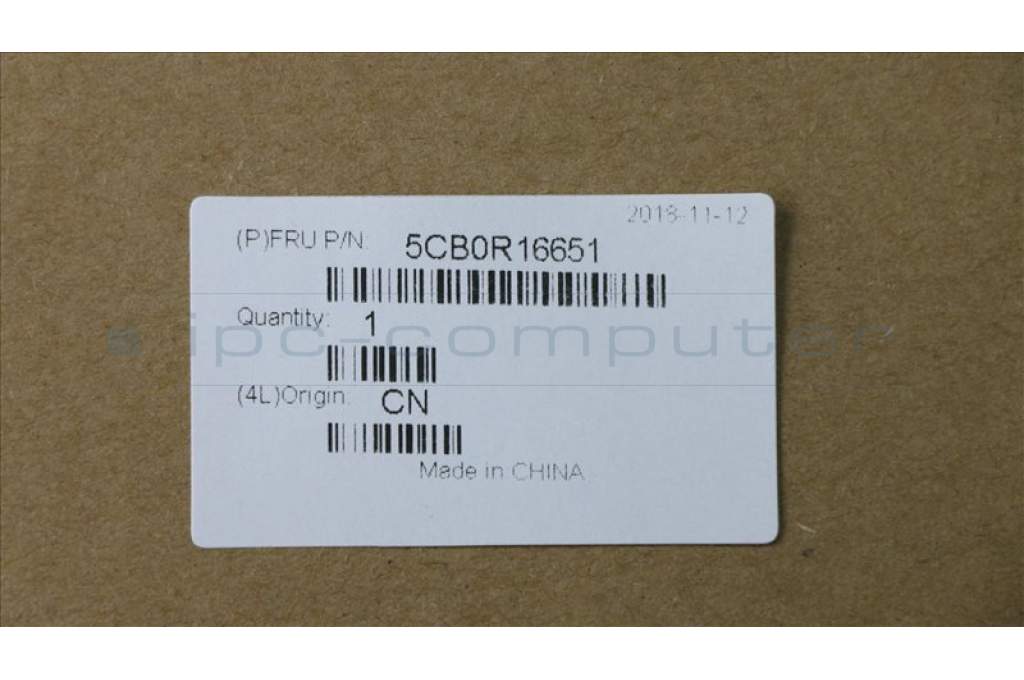 2018-11-12
(P)FRU P/N: 5CB0R16651
Quantity: 1
ipc-computer
(4L)Origin: CN
Made in CHINA